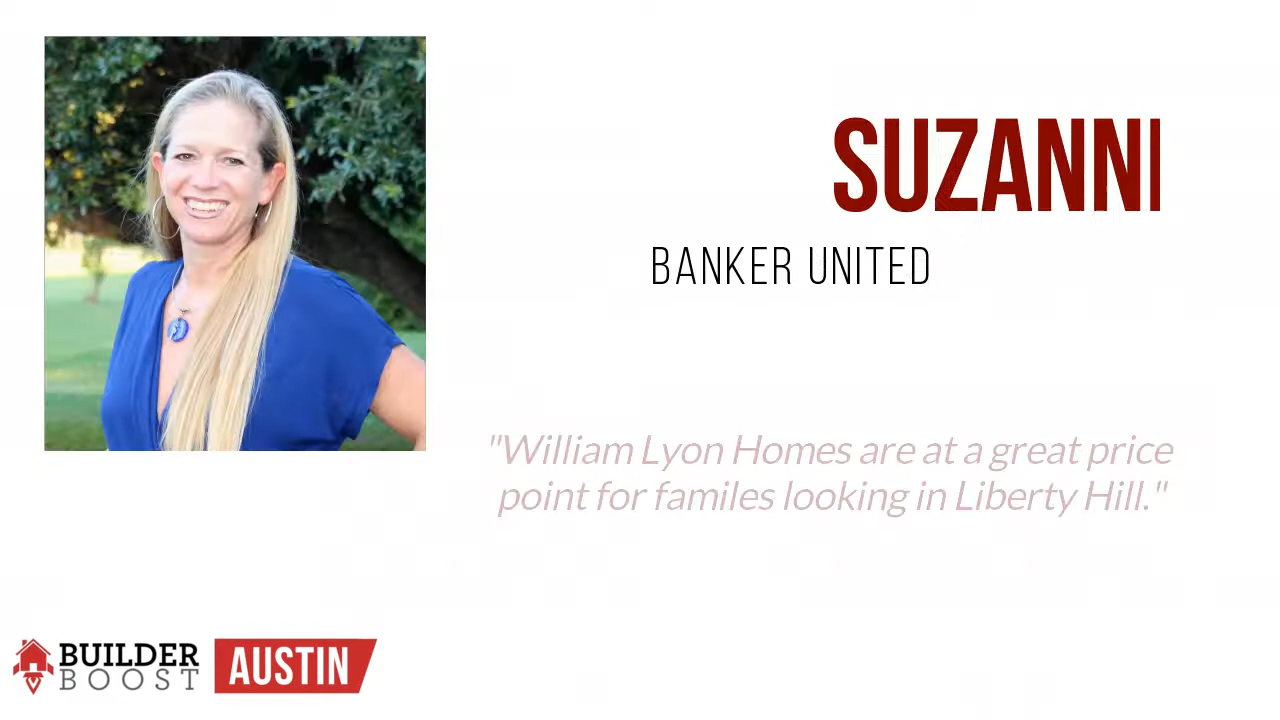 SUZANNI
BANKER UNITED
"William Lyon Homes are at a great price
point for familes looking in Liberty Hill."
BUILDER
BOOST
AUSTIN